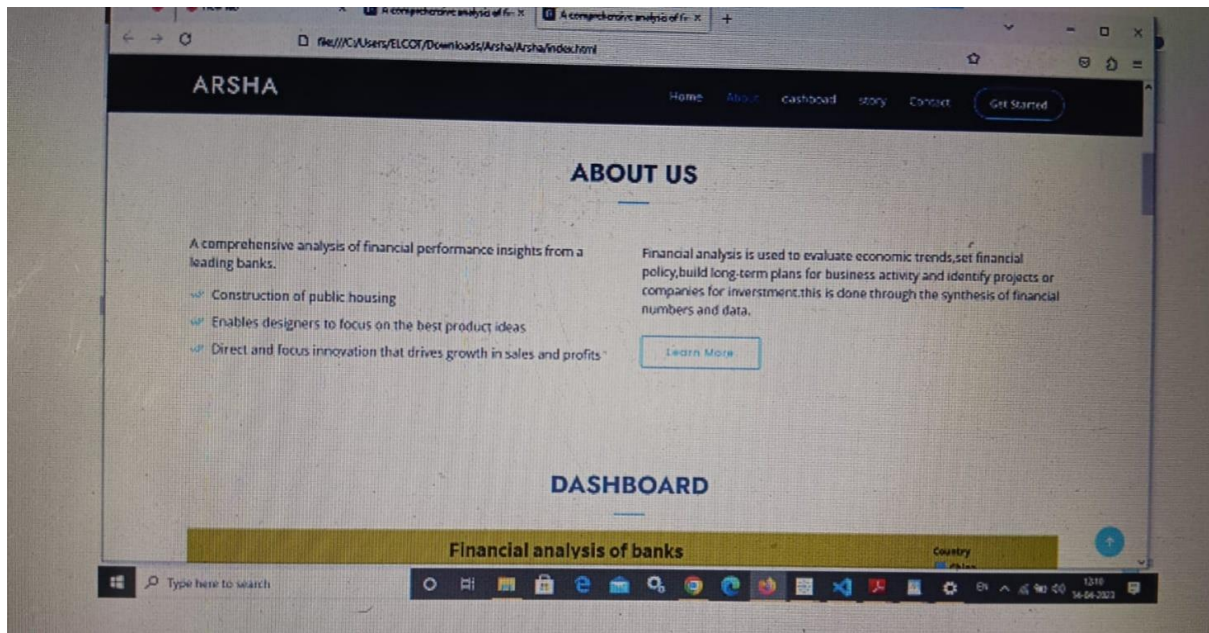 A comprehensive analysis of fin
A comprehensive analysis of fin
file:///C:/Users/ELCOT/Downloads/Arsha/Arsha/index.html
ARSHA
Home About dashboad story Contact Get Started
ABOUT US
A comprehensive analysis of financial performance insights from a
leading banks.
Construction of public housing
Enables designers to focus on the best product ideas
Direct and focus innovation that drives growth in sales and profits
Financial analysis is used to evaluate economic trends,set financial
policy,build long-term plans for business activity and identify projects or
companies for inverstment.this is done through the synthesis of financial
numbers and data.
Learn More
DASHBOARD
Financial analysis of banks
Country
China
Type here to search
EN
13:10